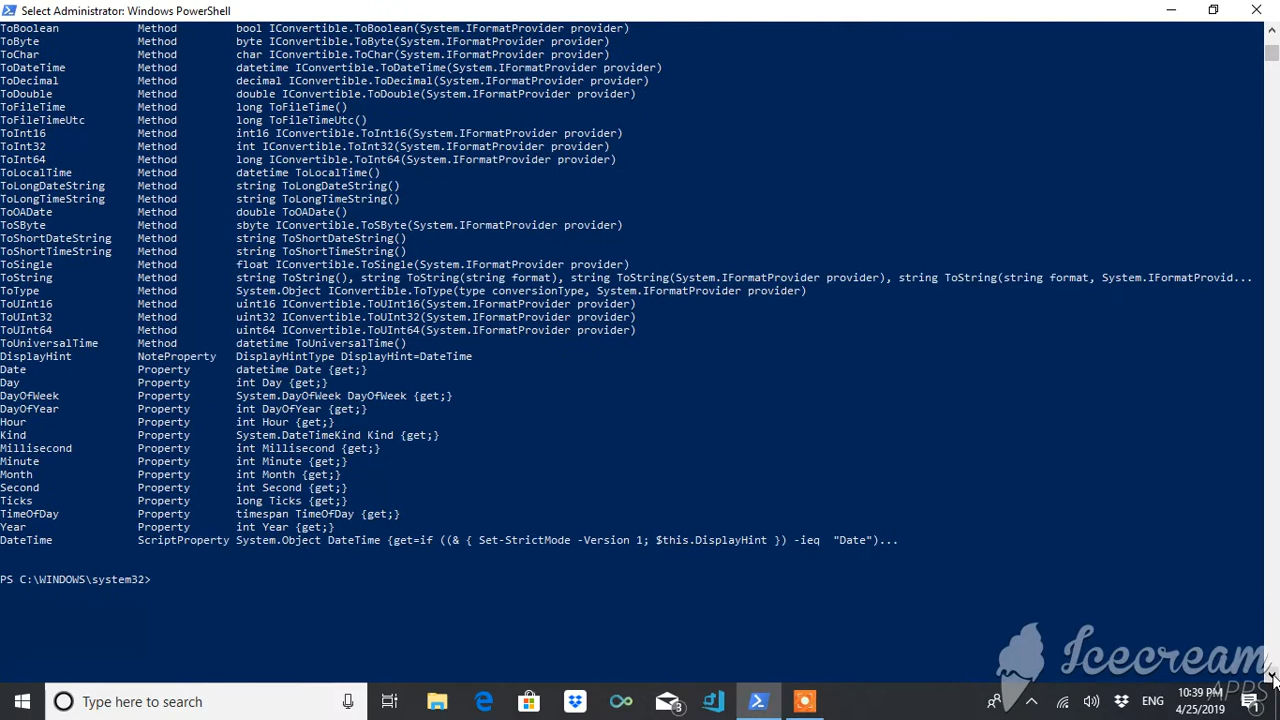 Select Administrator: Windows PowerShell
ToBoolean Method bool IConvertible.ToBoolean(System.IFormatProvider provider)
ToByte Method byte IConvertible.ToByte(System.IFormatProvider provider)
ToChar Method char IConvertible.ToChar(System.IFormatProvider provider)
ToDateTime Method datetime IConvertible.ToDateTime(System.IFormatProvider provider)
ToDecimal Method decimal IConvertible.ToDecimal(System.IFormatProvider provider)
ToDouble Method double IConvertible.ToDouble(System.IFormatProvider provider)
ToFileTime Method long ToFileTime()
ToFileTimeUtc Method long ToFileTimeUtc()
ToInt16 Method int16 IConvertible.ToInt16(System.IFormatProvider provider)
ToInt32 Method int IConvertible.ToInt32(System.IFormatProvider provider)
ToInt64 Method long IConvertible.ToInt64(System.IFormatProvider provider)
ToLocalTime Method datetime ToLocalTime()
ToLongDateString Method string ToLongDateString()
ToLongTimeString Method string ToLongTimeString()
ToOADate Method double ToOADate()
ToSByte Method sbyte IConvertible.ToSByte(System.IFormatProvider provider)
ToShortDateString Method string ToShortDateString()
ToShortTimeString Method string ToShortTimeString()
ToSingle Method float IConvertible.ToSingle(System.IFormatProvider provider)
ToString Method string ToString(), string ToString(string format), string ToString(System.IFormatProvider provider), string ToString(string format, System.IFormatProvid...
ToType Method System.Object IConvertible.ToType(type conversionType, System.IFormatProvider provider)
ToUInt16 Method uint16 IConvertible.ToUInt16(System.IFormatProvider provider)
ToUInt32 Method uint32 IConvertible.ToUInt32(System.IFormatProvider provider)
ToUInt64 Method uint64 IConvertible.ToUInt64(System.IFormatProvider provider)
ToUniversalTime Method datetime ToUniversalTime()
DisplayHint NoteProperty DisplayHintType DisplayHint=DateTime
Date Property datetime Date {get;}
Day Property int Day {get;}
DayOfWeek Property System.DayOfWeek DayOfWeek {get;}
DayOfYear Property int DayOfYear {get;}
Hour Property int Hour {get;}
Kind Property System.DateTimeKind Kind {get;}
Millisecond Property int Millisecond {get;}
Minute Property int Minute {get;}
Month Property int Month {get;}
Second Property int Second {get;}
Ticks Property long Ticks {get;}
TimeOfDay Property timespan TimeOfDay {get;}
Year Property int Year {get;}
DateTime ScriptProperty System.Object DateTime {get=if ((& { Set-StrictMode -Version 1; $this.DisplayHint }) -ieq "Date")...
PS C:\WINDOWS\system32>
Icecream
APPS
Type here to search
3
ENG
10:39 PM
4/25/2019
1